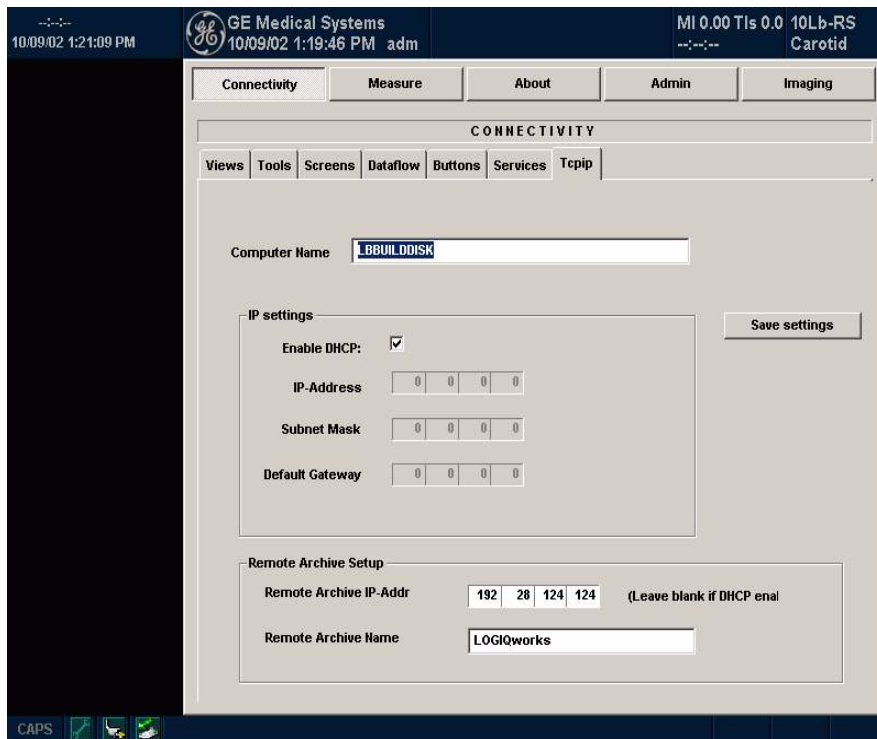 --:--:--
10/09/02 1:21:09 PM
GE Medical Systems
10/09/02 1:19:46 PM adm
MI 0.00 TIs 0.0 10Lb-RS
--:--:-- Carotid
Connectivity Measure About Admin Imaging
CONNECTIVITY
Views Tools Screens Dataflow Buttons Services Tcpip
Computer Name LBBUILDDISK
IP settings
Save settings
Enable DHCP:
IP-Address 0 0 0 0
Subnet Mask 0 0 0 0
Default Gateway 0 0 0 0
Remote Archive Setup
Remote Archive IP-Addr 192 28 124 124 (Leave blank if DHCP enal
Remote Archive Name LOGIQworks
CAPS